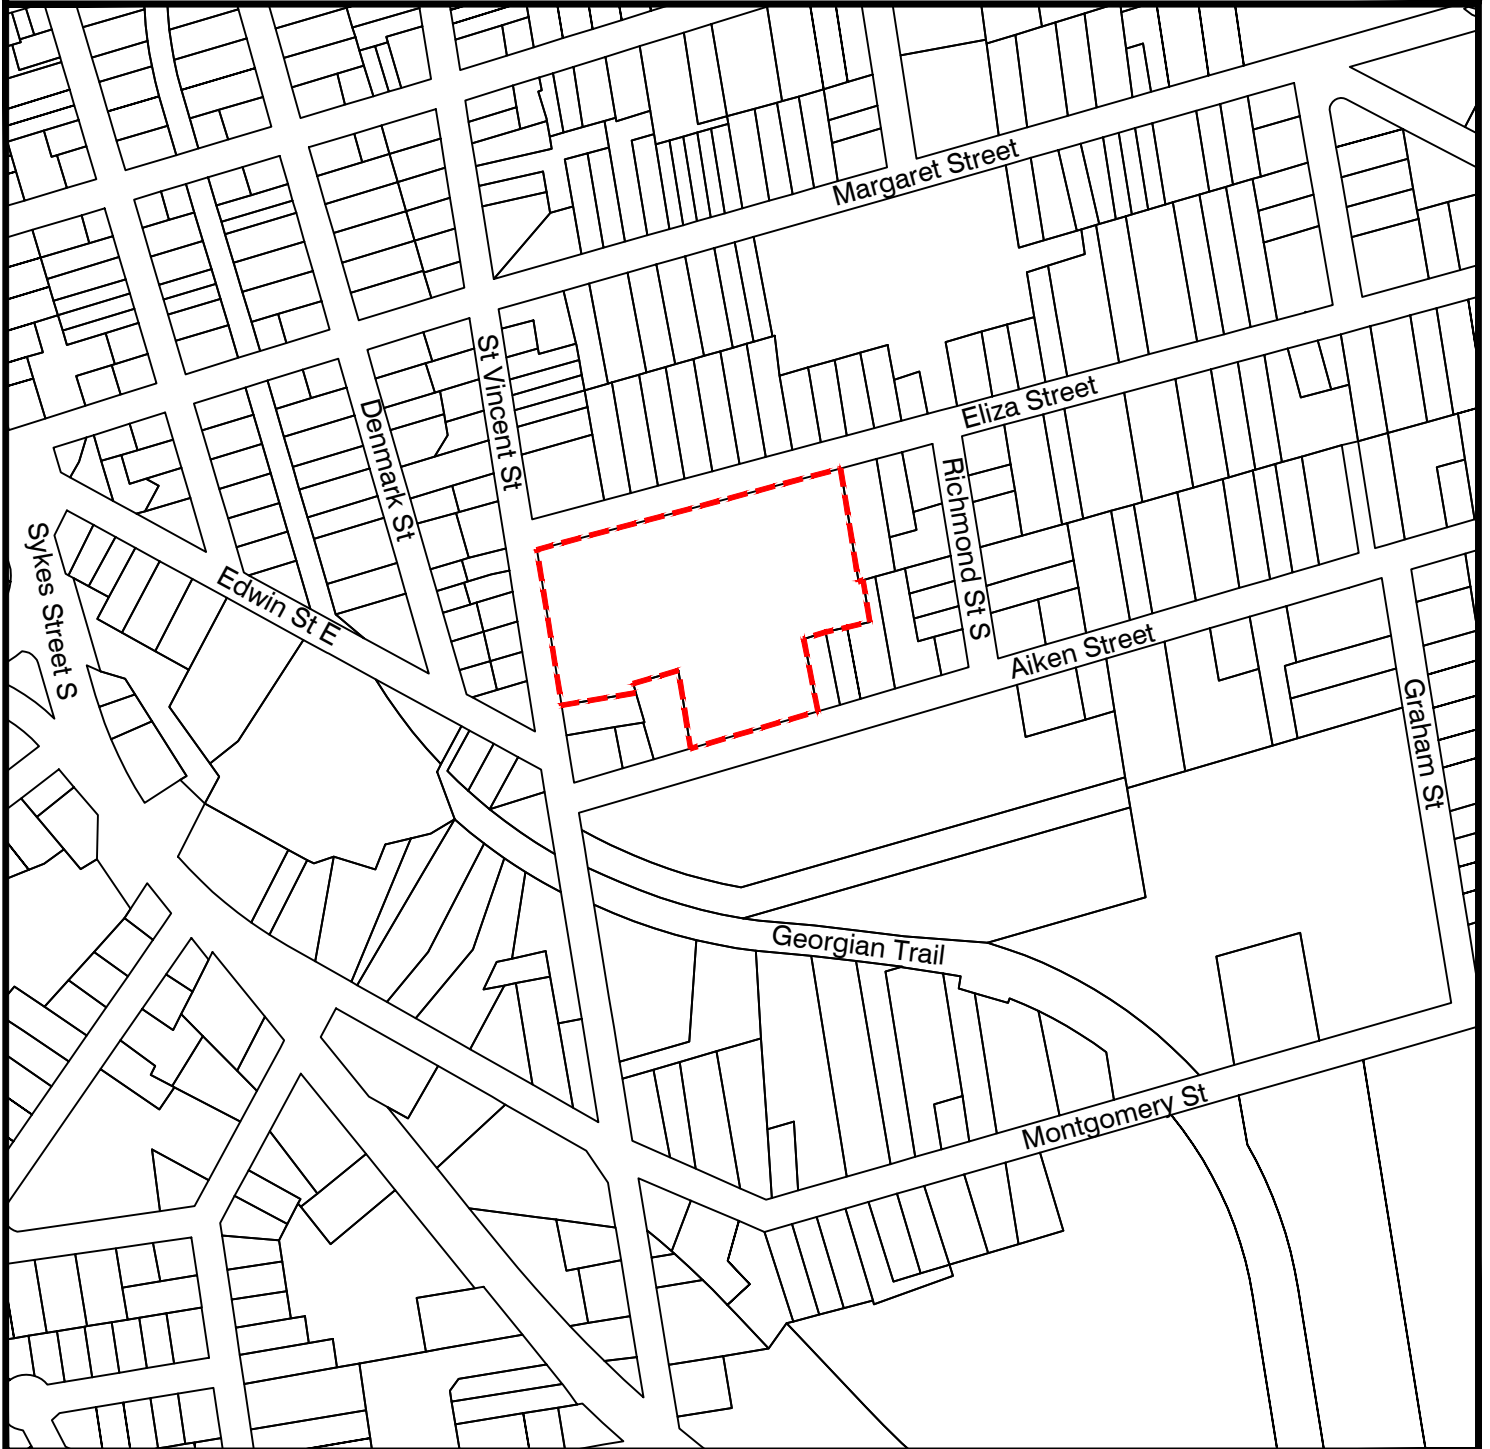 Margaret Street
St Vincent St
Eliza Street
Denmark St
Richmond St S
Sykes Street S
Edwin St E
Aiken Street
Graham St
Georgian Trail
Montgomery St